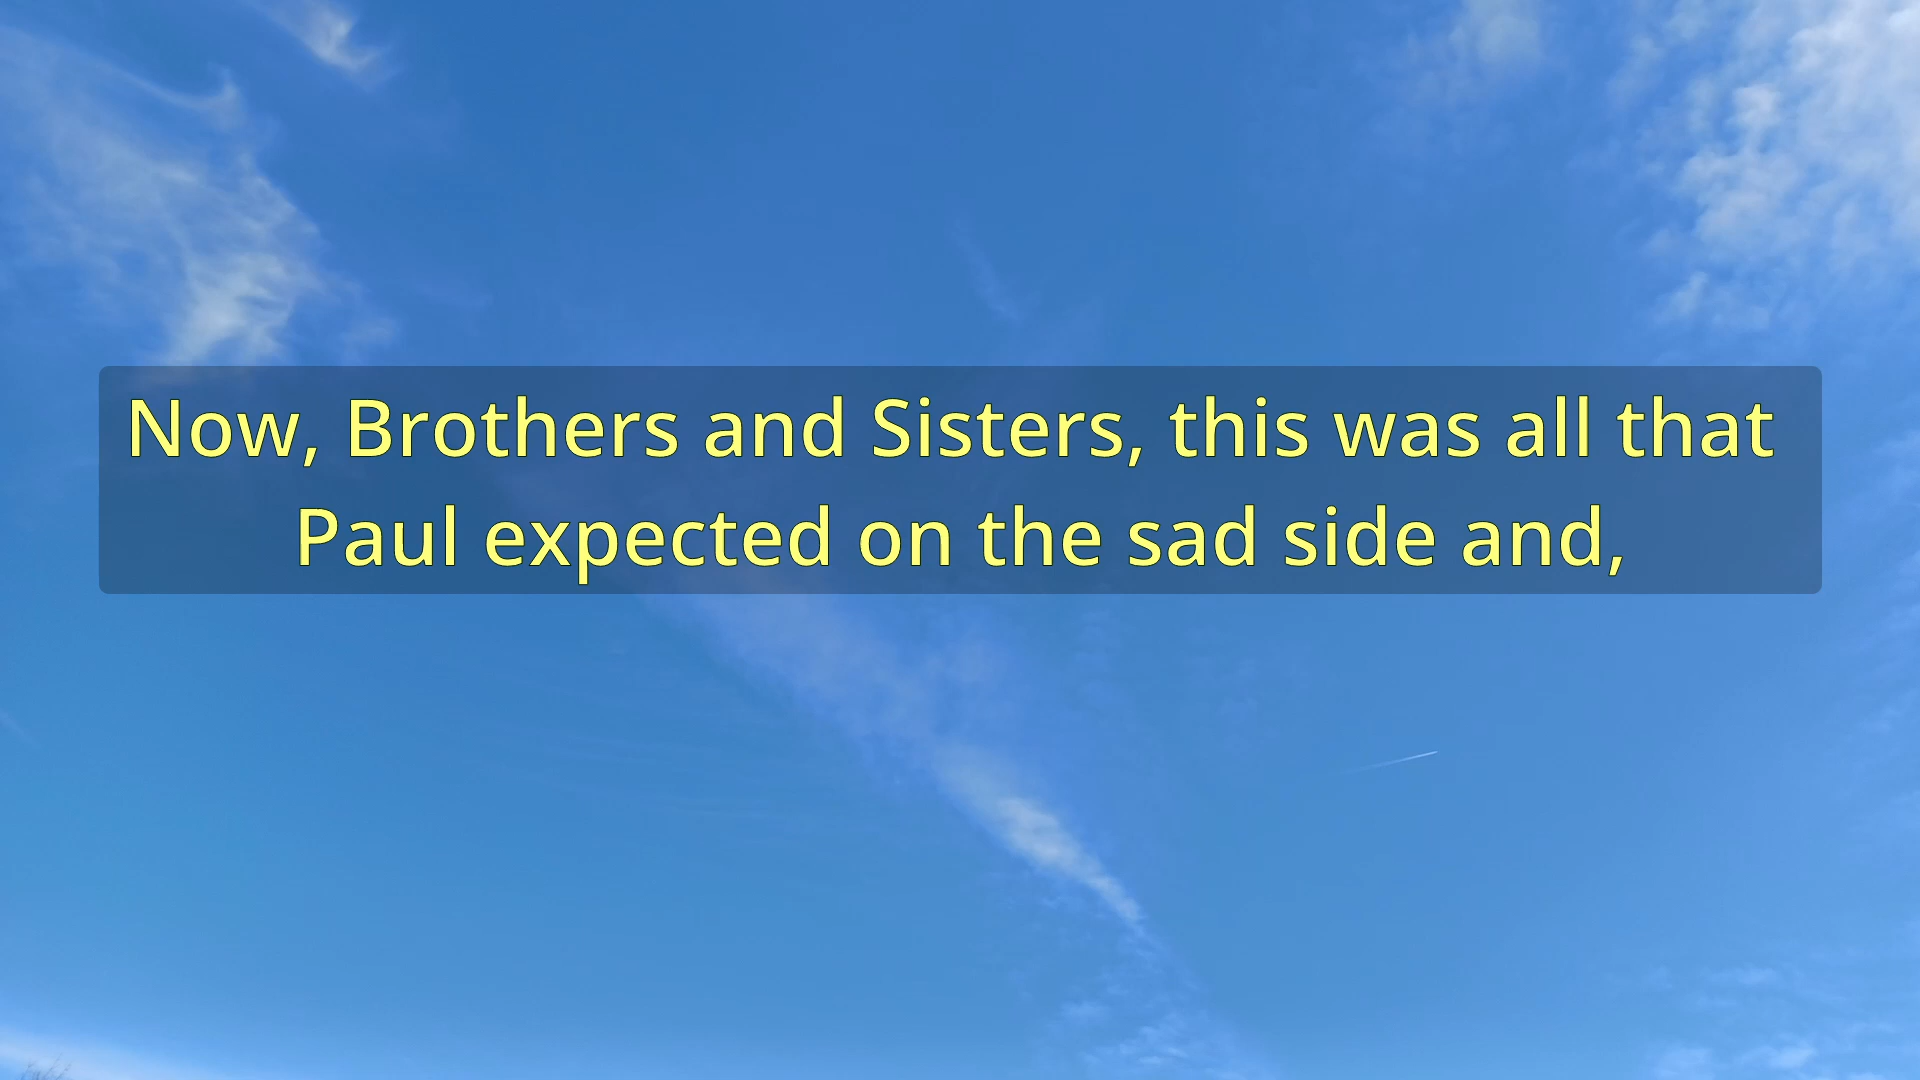 Now, Brothers and Sisters, this was all that
Paul expected on the sad side and,